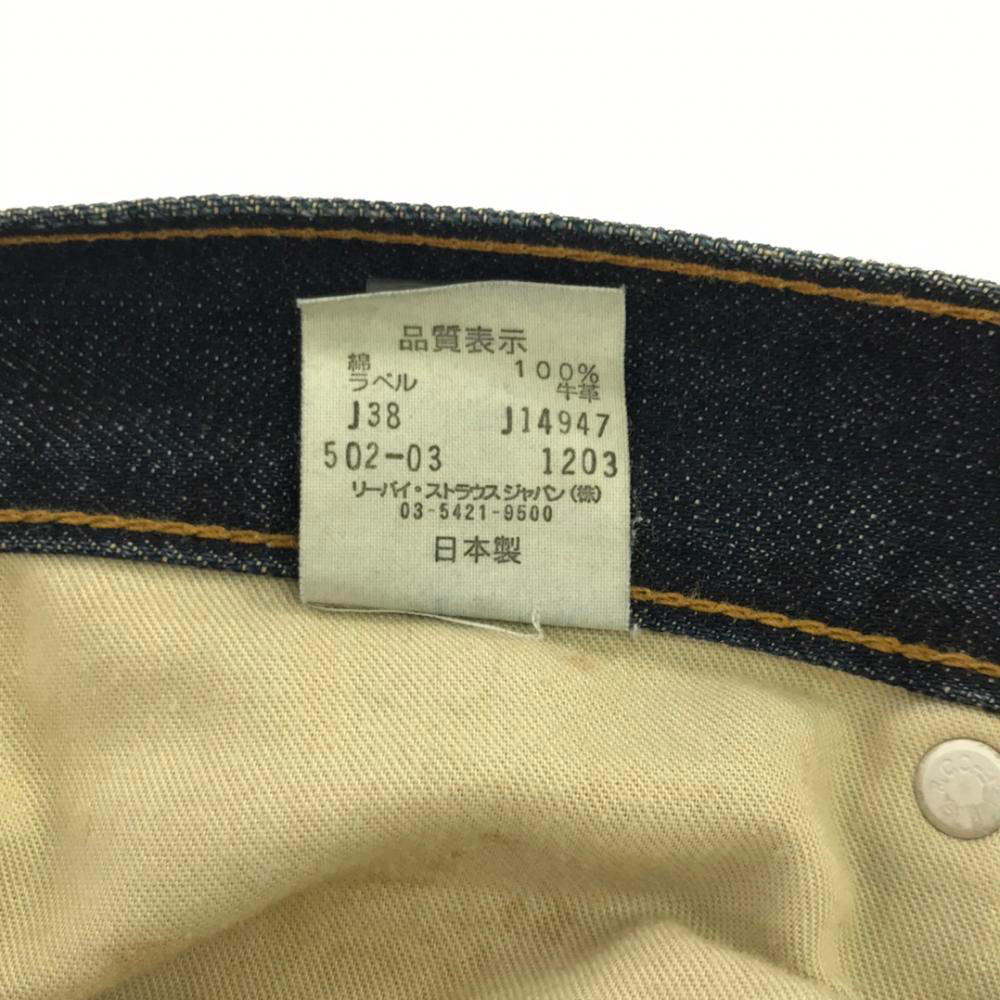 品質表示
綿 100%
ラベル 牛革
J38 J14947
502-03 1203
リーバイ・ストラウスジャパン(株)
03-5421-9500
日本製